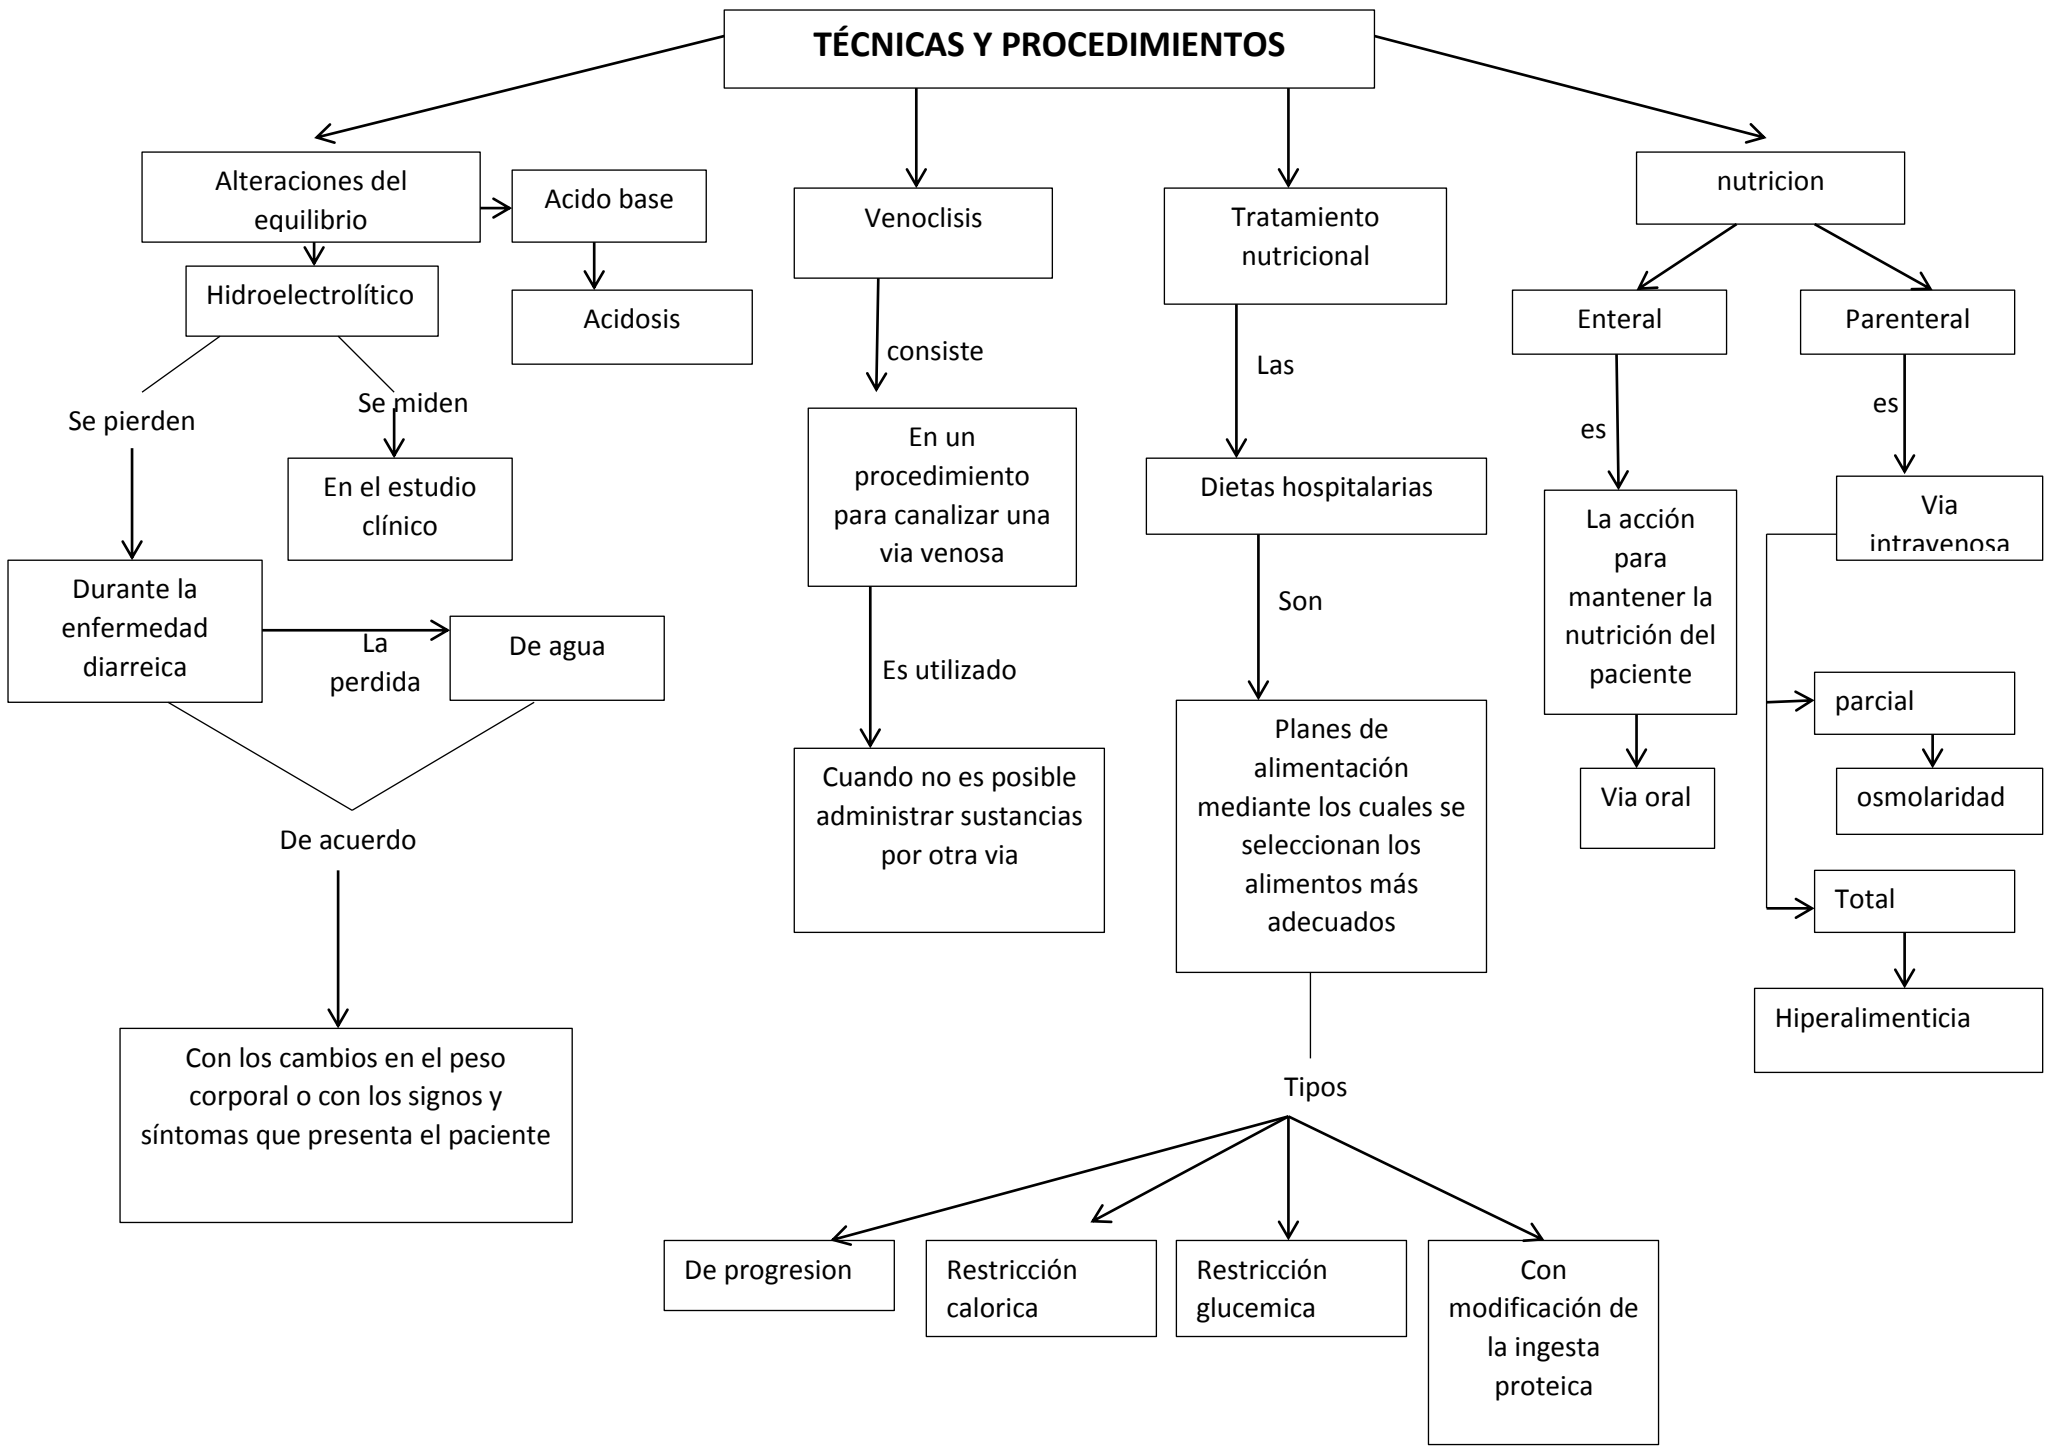 TÉCNICAS Y PROCEDIMIENTOS
Alteraciones del
equilibrio
Acido base
Hidroelectrolítico
Acidosis
Se pierden
Se miden
En el estudio
clínico
Durante la
enfermedad
diarreica
La
perdida
De agua
De acuerdo
Con los cambios en el peso
corporal o con los signos y
síntomas que presenta el paciente
Venoclisis
consiste
En un
procedimiento
para canalizar una
via venosa
Es utilizado
Cuando no es posible
administrar sustancias
por otra via
Tratamiento
nutricional
Las
Dietas hospitalarias
Son
Planes de
alimentación
mediante los cuales se
seleccionan los
alimentos más
adecuados
Tipos
De progresion
Restricción
calorica
Restricción
glucemica
Con
modificación de
la ingesta
proteica
nutricion
Enteral
es
La acción
para
mantener la
nutrición del
paciente
Via oral
Parenteral
es
Via
intravenosa
parcial
osmolaridad
Total
Hiperalimenticia